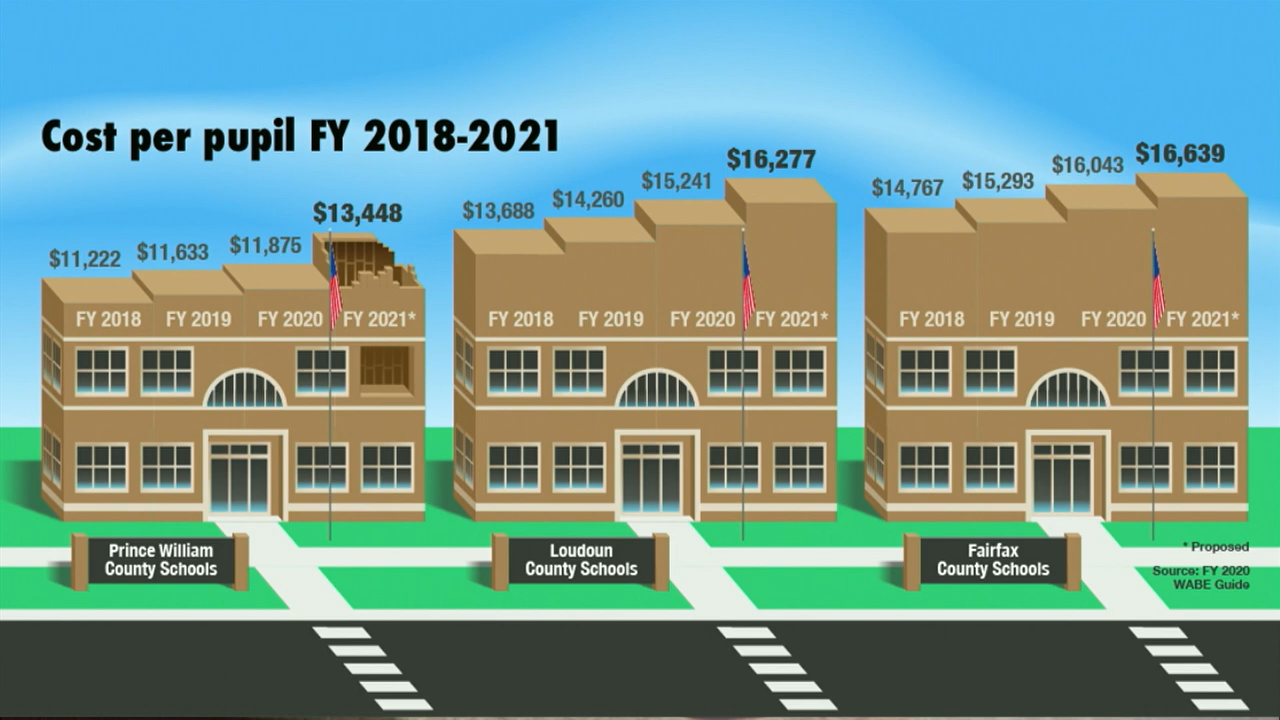 Cost per pupil FY 2018-2021
$11,222
$11,633
$11,875
$13,448
FY 2018
FY 2019
FY 2020
FY 2021*
Prince William
County Schools
$13,688
$14,260
$15,241
$16,277
FY 2018
FY 2019
FY 2020
FY 2021*
Loudoun
County Schools
$14,767
$15,293
$16,043
$16,639
FY 2018
FY 2019
FY 2020
FY 2021*
Fairfax
County Schools
* Proposed
Source: FY 2020
WABE Guide